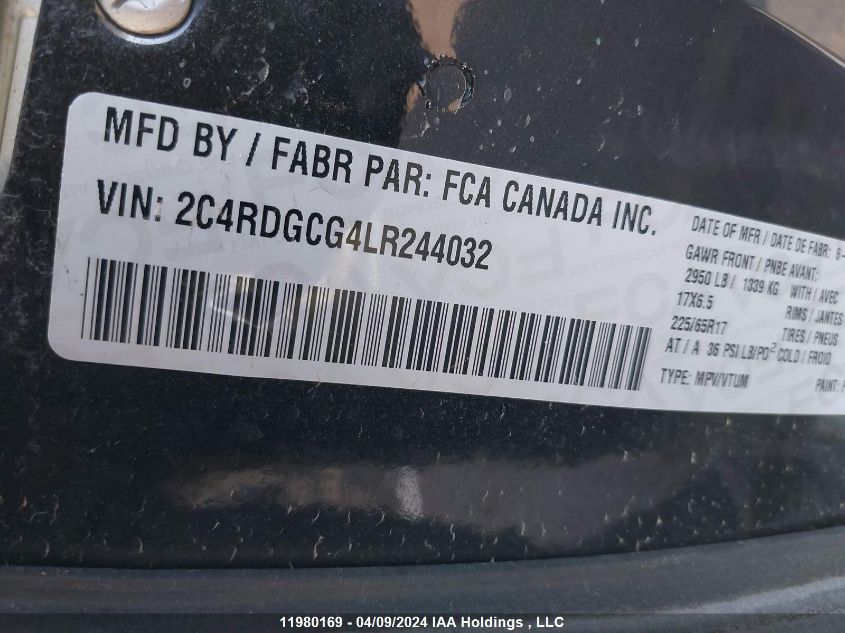 MFD BY / FABR PAR: FCA CANADA INC.
VIN: 2C4RDGCG4LR244032
DATE OF MFR / DATE DE FABR: 6-
GAWR FRONT / PNBE AVANT:
2950 LB / 1339 KG WITH / AVEC
17X6.5 RIMS / JANTES
225/65R17 TIRES / PNEUS
AT / A 36 PSI LB/PO² COLD / FROID
TYPE: MPV/VTUM PAINT:
11980169 - 04/09/2024 IAA Holdings , LLC